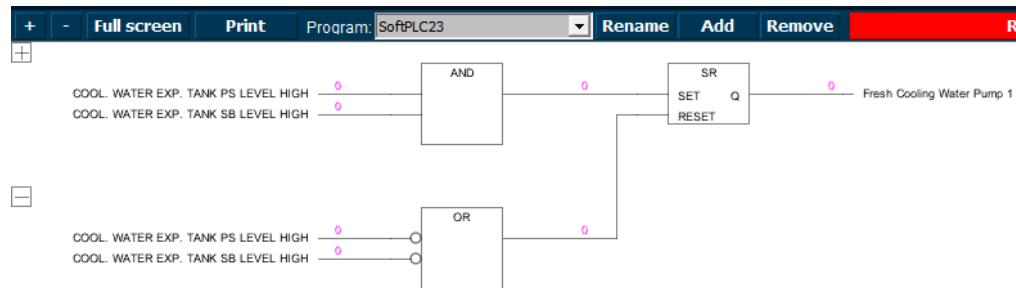 + - Full screen Print Program: SoftPLC23 Rename Add Remove R
AND
SR
COOL. WATER EXP. TANK PS LEVEL HIGH 0
0
SET Q
0
Fresh Cooling Water Pump 1
COOL. WATER EXP. TANK SB LEVEL HIGH 0
RESET
OR
COOL. WATER EXP. TANK PS LEVEL HIGH 0
0
COOL. WATER EXP. TANK SB LEVEL HIGH 0